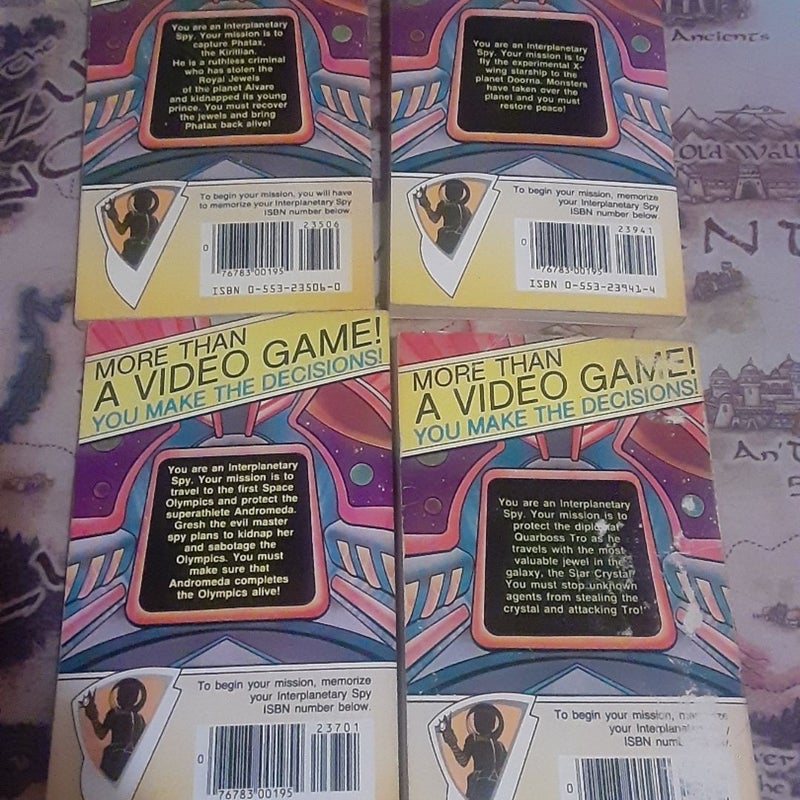 You are an Interplanetary
Spy. Your mission is to
capture Phatax,
the Kirillian.
He is a ruthless criminal
who has stolen the
Royal Jewels
of the planet Alvare
and kidnapped its young
prince. You must recover
the jewels and bring
Phatax back alive!
To begin your mission, you will have
to memorize your Interplanetary Spy
ISBN number below.
23506
0
76783 00195
ISBN 0-553-23506-0
You are an Interplanetary
Spy. Your mission is to
fly the experimental X-
wing starship to the
planet Doorna. Monsters
have taken over the
planet and you must
restore peace!
To begin your mission, memorize
your Interplanetary Spy
ISBN number below.
23941
0
76783 00195
ISBN 0-553-23941-4
MORE THAN
A VIDEO GAME!
YOU MAKE THE DECISIONS!
You are an Interplanetary
Spy. Your mission is to
travel to the first Space
Olympics and protect the
superathlete Andromeda.
Gresh the evil master
spy plans to kidnap her
and sabotage the
Olympics. You must
make sure that
Andromeda completes
the Olympics alive!
To begin your mission, memorize
your Interplanetary Spy
ISBN number below.
23701
0
76783 00195
MORE THAN
A VIDEO GAME!
YOU MAKE THE DECISIONS!
You are an Interplanetary
Spy. Your mission is to
protect the diplomat
Quarboss Tro as he
travels with the most
valuable jewel in the
galaxy, the Star Crystal
You must stop unknown
agents from stealing the
crystal and attacking Tro!
To begin your mission,
your
ISBN
0
Ancients
Old Wall